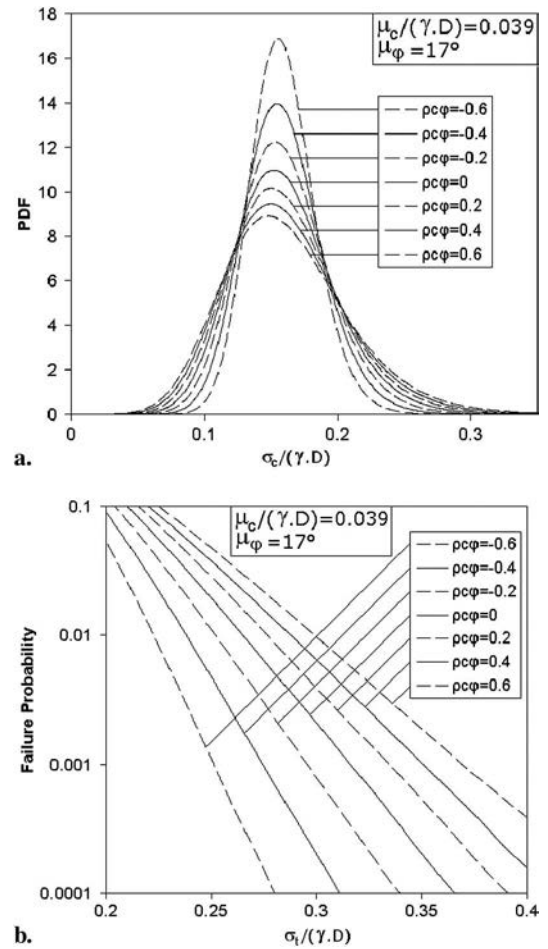 18
16
14
12
10
8
6
4
2
0
PDF
μc/(γ.D)=0.039
μφ=17°
ρcφ=-0.6
ρcφ=-0.4
ρcφ=-0.2
ρcφ=0
ρcφ=0.2
ρcφ=0.4
ρcφ=0.6
0 0.1 0.2 0.3
σc/(γ.D)
a.
0.1
0.01
0.001
0.0001
Failure Probability
μc/(γ.D)=0.039
μφ=17°
ρcφ=-0.6
ρcφ=-0.4
ρcφ=-0.2
ρcφ=0
ρcφ=0.2
ρcφ=0.4
ρcφ=0.6
0.2 0.25 0.3 0.35 0.4
σt/(γ.D)
b.